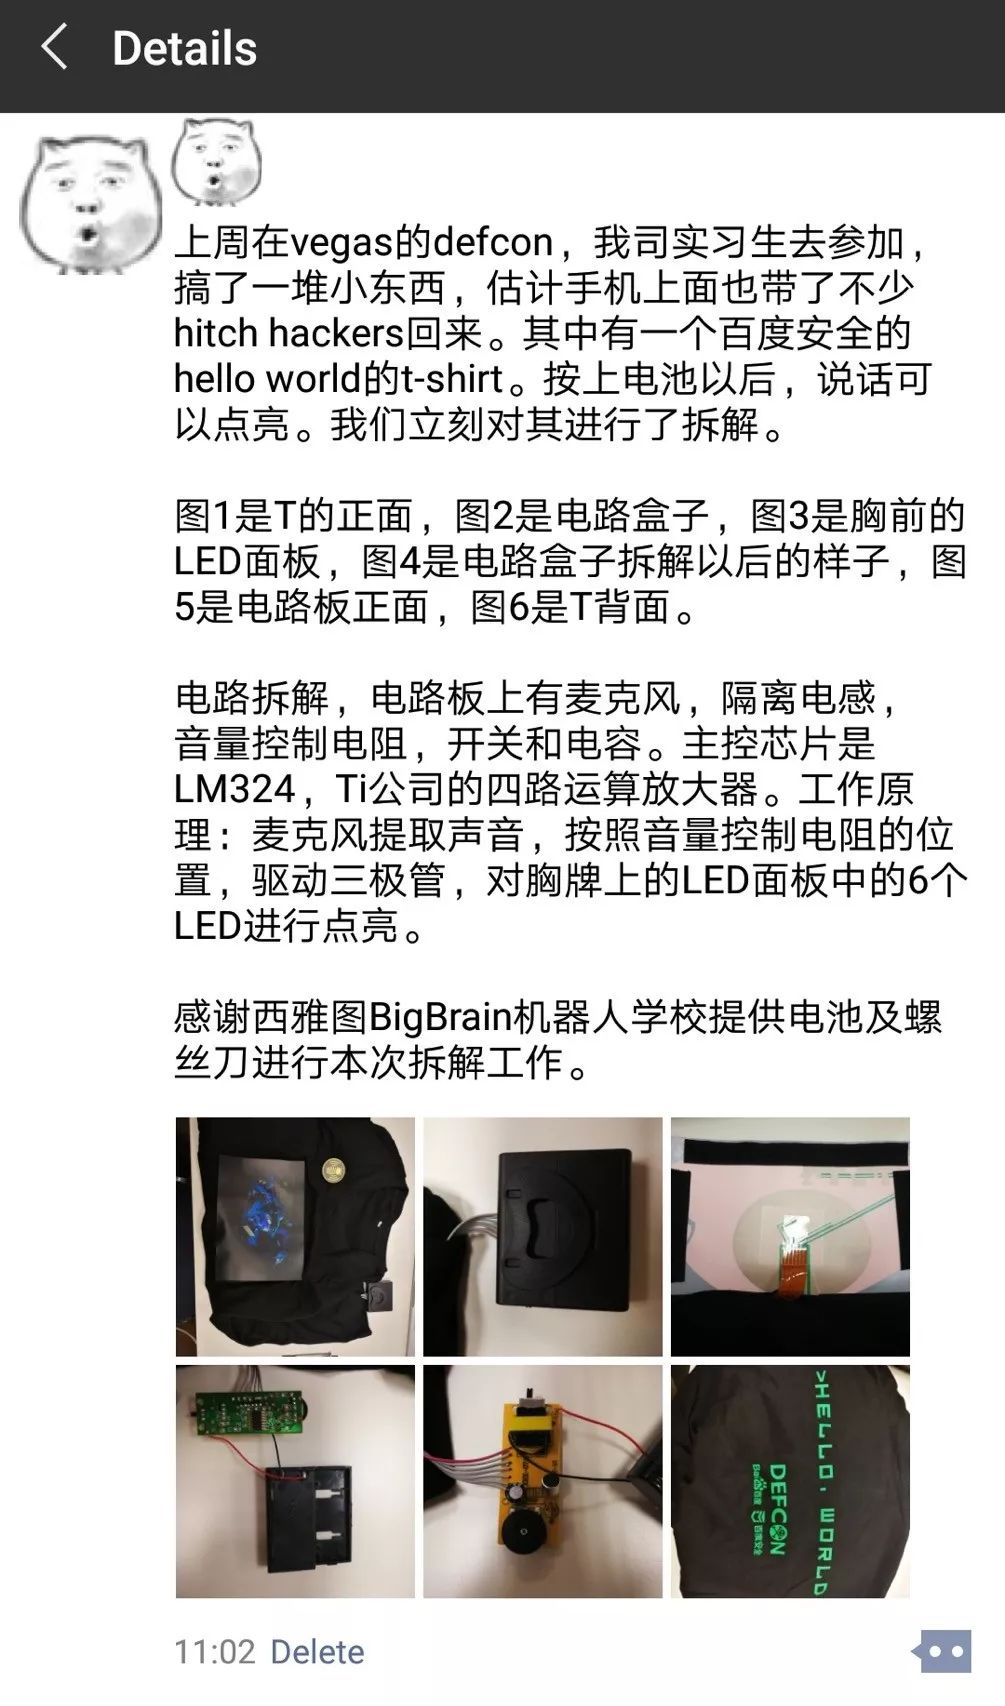 Details
上周在vegas的defcon，我司实习生去参加，
搞了一堆小东西，估计手机上面也带了不少
hitch hackers回来。其中有一个百度安全的
hello world的t-shirt。按上电池以后，说话可
以点亮。我们立刻对其进行了拆解。
图1是T的正面，图2是电路盒子，图3是胸前的
LED面板，图4是电路盒子拆解以后的样子，图
5是电路板正面，图6是T背面。
电路拆解，电路板上有麦克风，隔离电感，
音量控制电阻，开关和电容。主控芯片是
LM324，Ti公司的四路运算放大器。工作原
理：麦克风提取声音，按照音量控制电阻的位
置，驱动三极管，对胸牌上的LED面板中的6个
LED进行点亮。
感谢西雅图BigBrain机器人学校提供电池及螺
丝刀进行本次拆解工作。
>HELLO, WORLD
DEFCON
Bai百度 百度安全
11:02 Delete